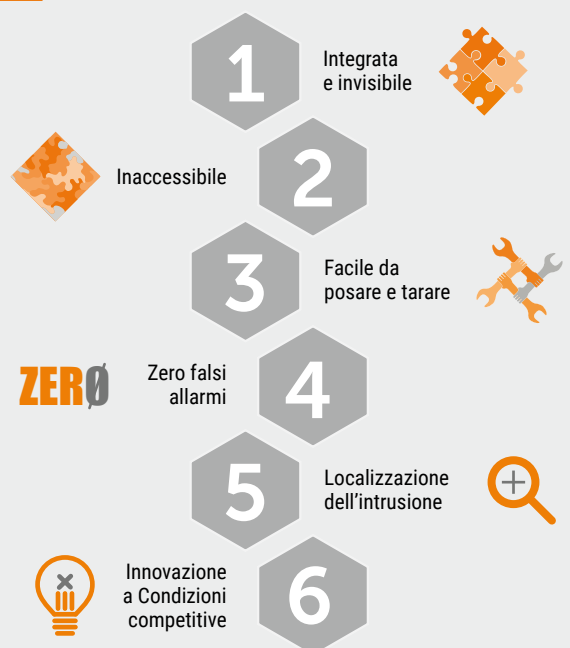 1
Integrata
e invisibile
Inaccessibile
2
3
Facile da
posare e tarare
ZERØ
Zero falsi
allarmi
4
5
Localizzazione
dell'intrusione
Innovazione
a Condizioni
competitive
6